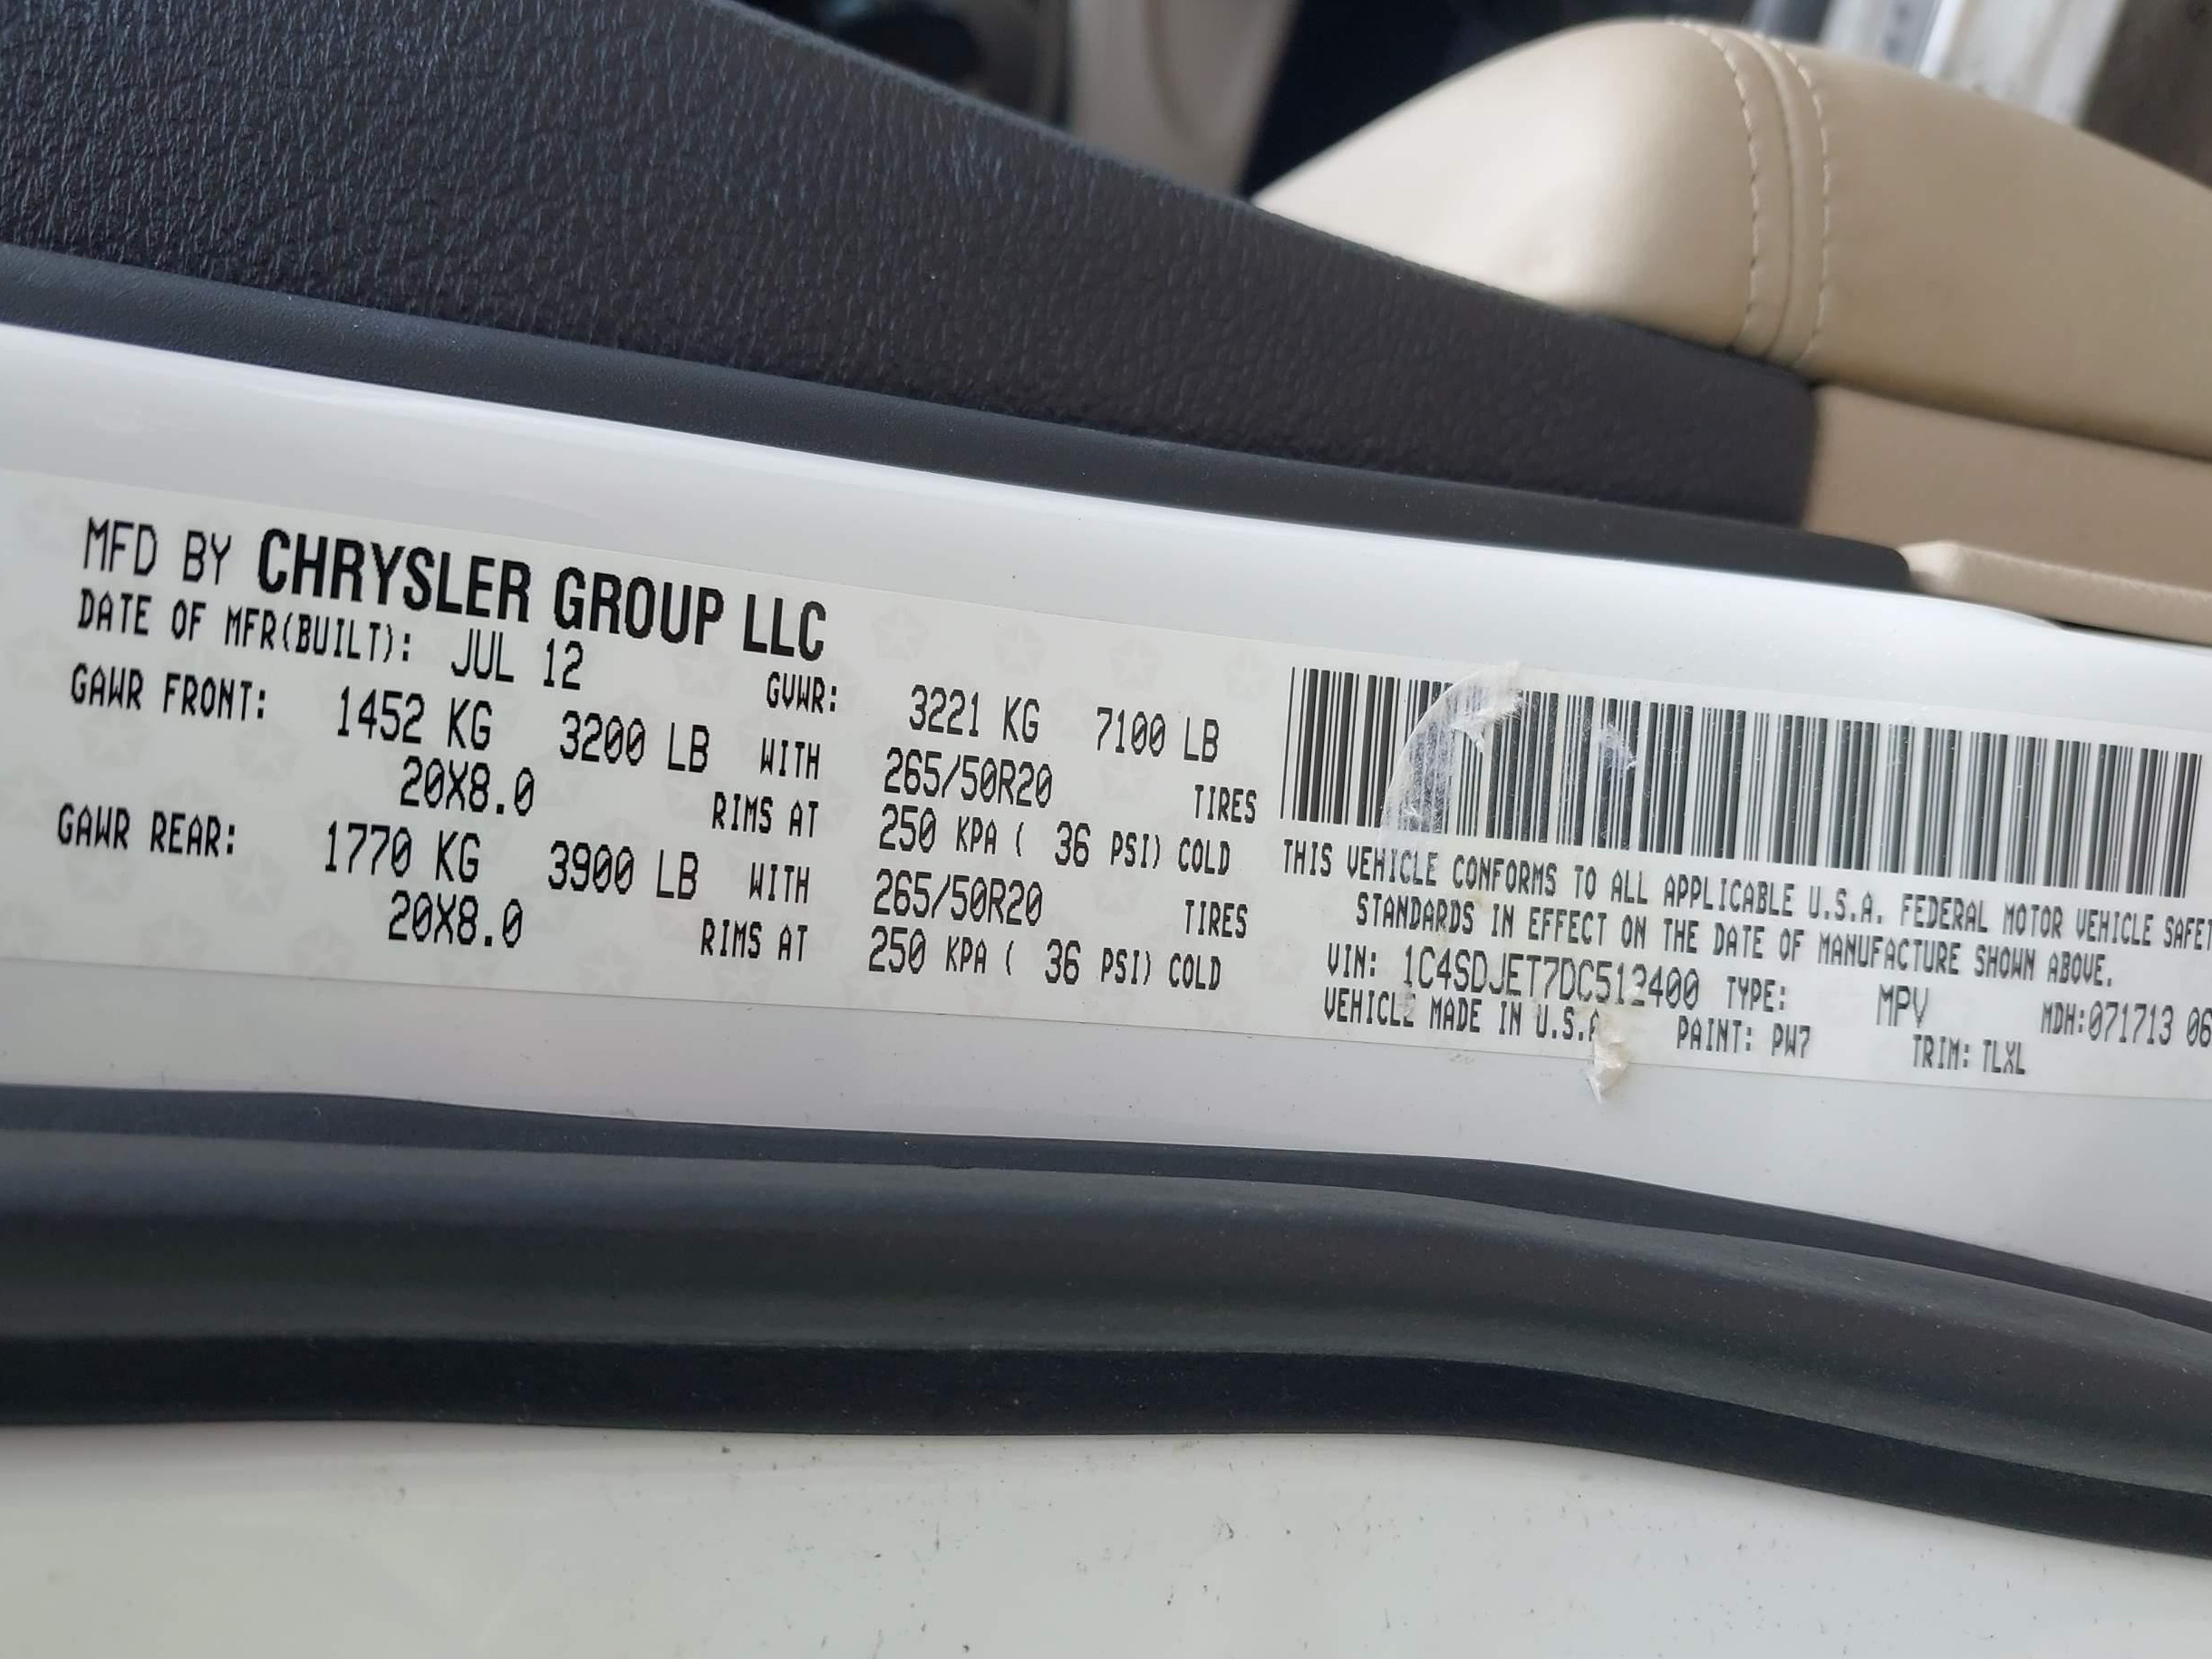 MFD BY CHRYSLER GROUP LLC
DATE OF MFR(BUILT): JUL 12 GVWR: 3221 KG 7100 LB
GAWR FRONT: 1452 KG 3200 LB WITH 265/50R20 TIRES
20X8.0 RIMS AT 250 KPA ( 36 PSI) COLD
GAWR REAR: 1770 KG 3900 LB WITH 265/50R20 TIRES
20X8.0 RIMS AT 250 KPA ( 36 PSI) COLD
THIS VEHICLE CONFORMS TO ALL APPLICABLE U.S.A. FEDERAL MOTOR VEHICLE SAFET
STANDARDS IN EFFECT ON THE DATE OF MANUFACTURE SHOWN ABOVE.
VIN: 1C4SDJET7DC512400 TYPE: MPV MDH:071713 06
VEHICLE MADE IN U.S.A PAINT: PW7 TRIM: TLXL